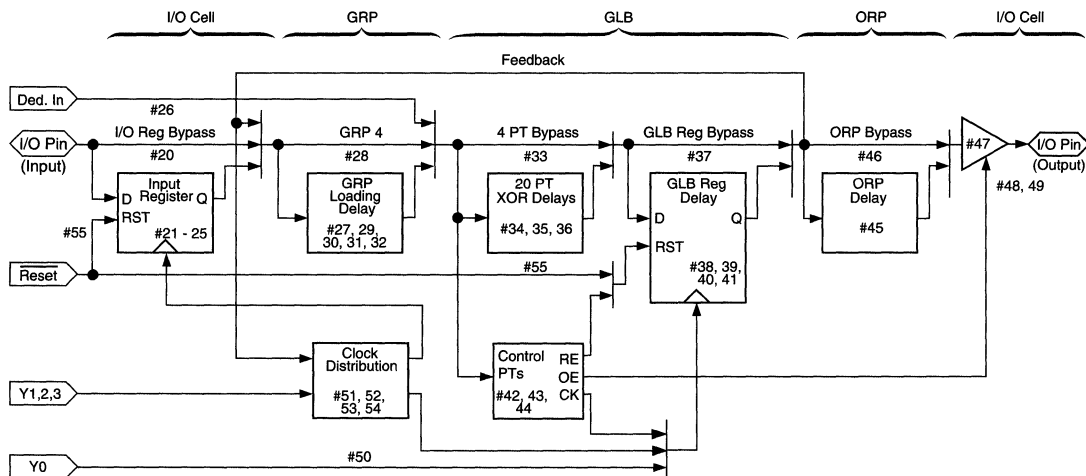 I/O Cell
GRP
GLB
ORP
I/O Cell
Feedback
Ded. In
#26
I/O Reg Bypass
GRP 4
4 PT Bypass
GLB Reg Bypass
ORP Bypass
#47
I/O Pin
(Input)
#20
#28
#33
#37
#46
I/O Pin
(Output)
#48, 49
Input
Register
D
Q
RST
#21 - 25
#55
GRP
Loading
Delay
#27, 29,
30, 31, 32
20 PT
XOR Delays
#34, 35, 36
GLB Reg
Delay
D
Q
RST
#38, 39,
40, 41
ORP
Delay
#45
Reset
#55
Clock
Distribution
#51, 52,
53, 54
Control
PTs
RE
OE
CK
#42, 43,
44
Y1,2,3
Y0
#50